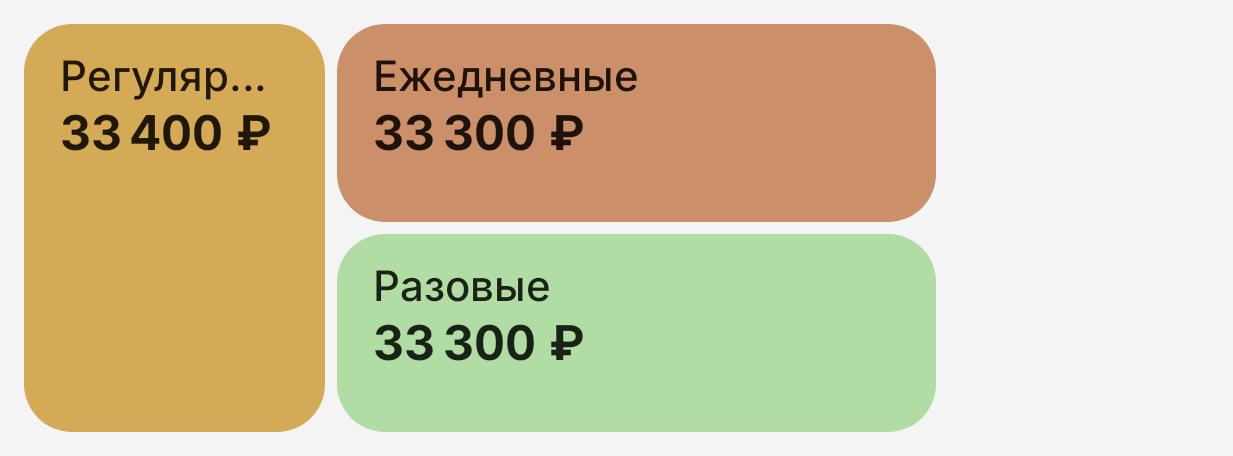 Регуляр...
33 400 ₽
Ежедневные
33 300 ₽
Разовые
33 300 ₽